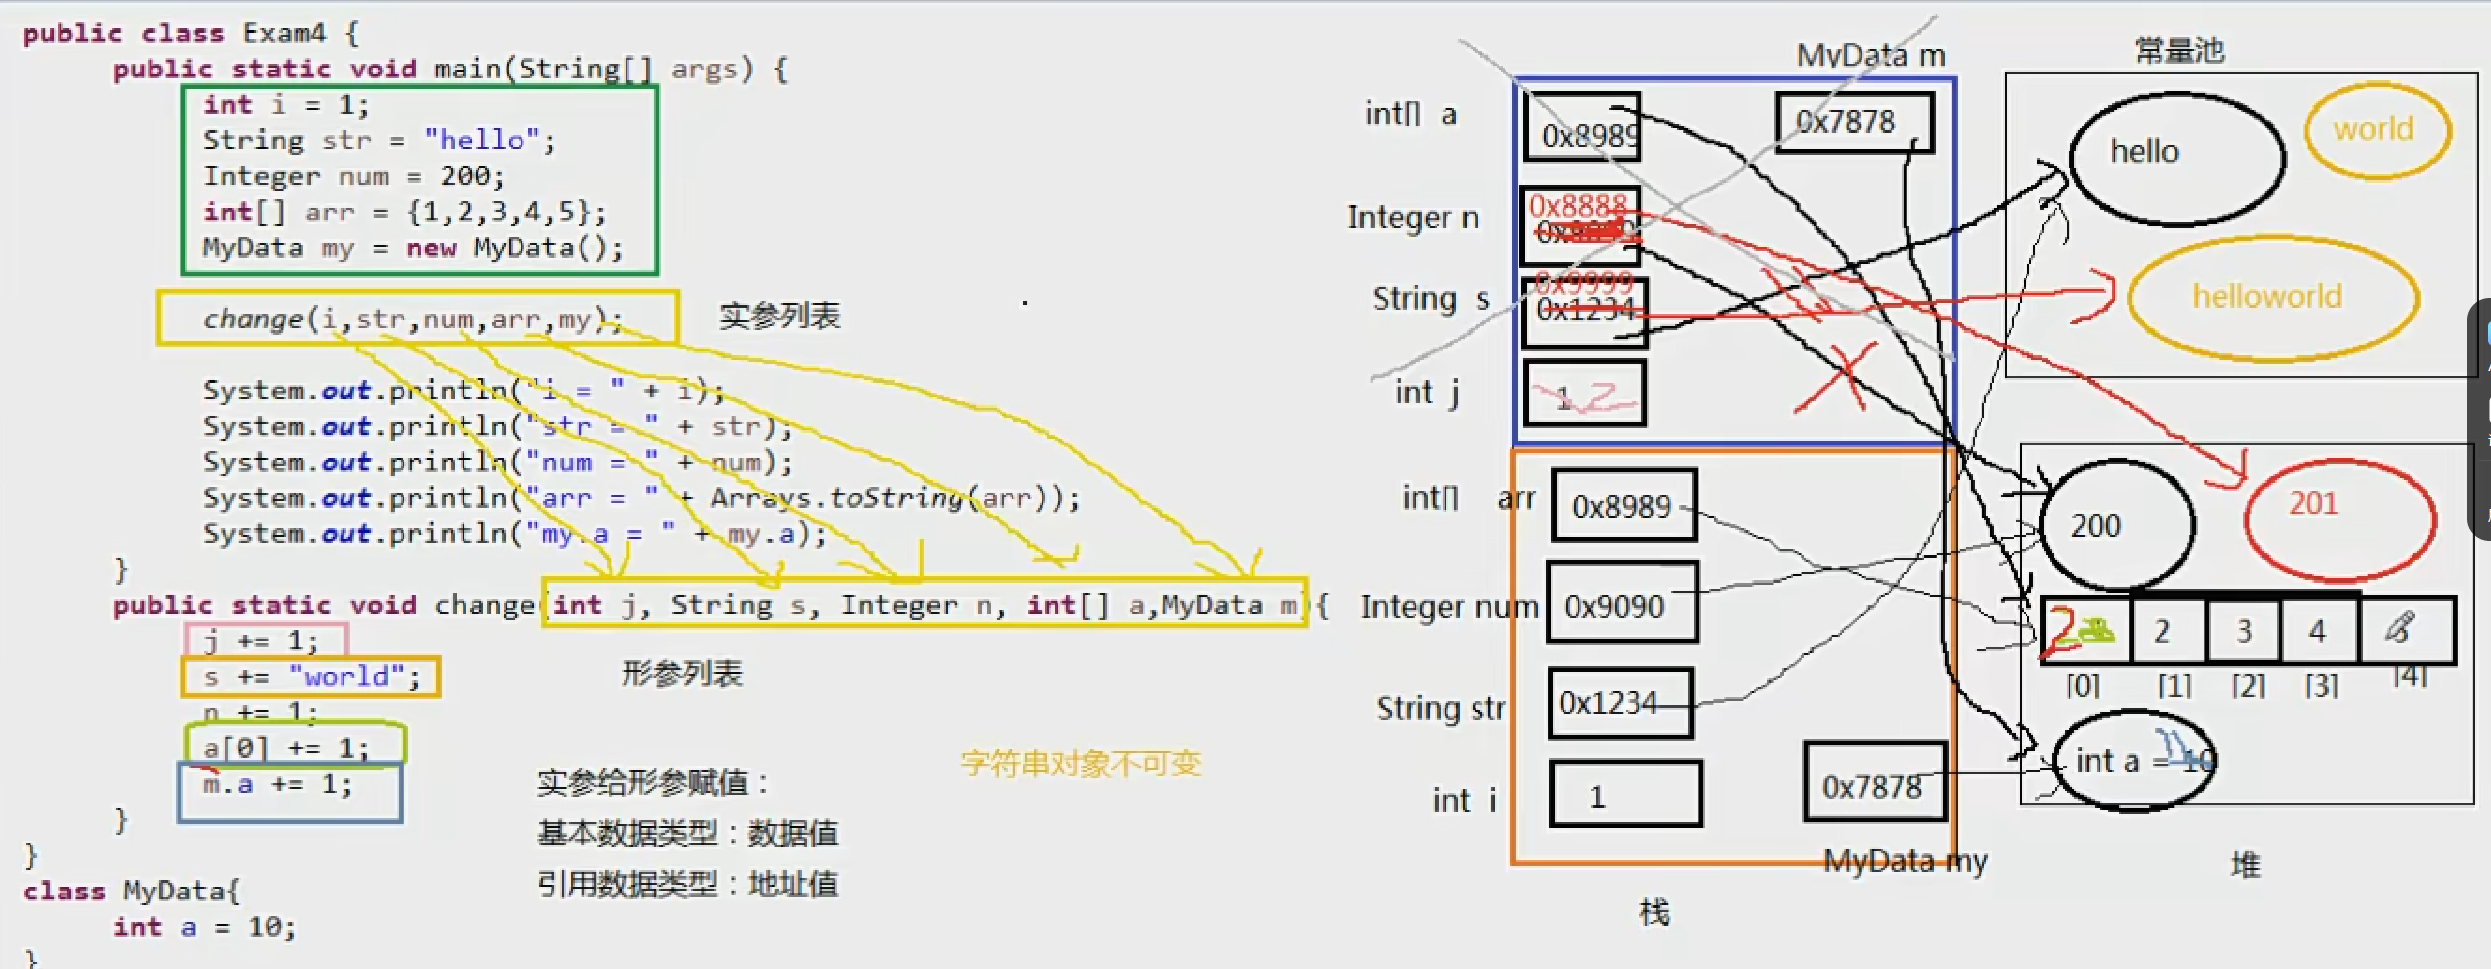 public class Exam4 {
public static void main(String[] args) {
int i = 1;
String str = "hello";
Integer num = 200;
int[] arr = {1,2,3,4,5};
MyData my = new MyData();
change(i,str,num,arr,my);
实参列表
System.out.println("i = " + i);
System.out.println("str = " + str);
System.out.println("num = " + num);
System.out.println("arr = " + Arrays.toString(arr));
System.out.println("my.a = " + my.a);
}
public static void change(int j, String s, Integer n, int[] a,MyData m){
j += 1;
s += "world";
n += 1;
a[0] += 1;
m.a += 1;
}
}
class MyData{
int a = 10;
}
形参列表
实参给形参赋值：
基本数据类型：数据值
引用数据类型：地址值
字符串对象不可变
MyData m
int[] a
0x8989
0x7878
Integer n
0x8888
String s
0x9999
0x1234
int j
1 2
int[] arr
0x8989
Integer num
0x9090
String str
0x1234
int i
1
0x7878
MyData my
栈
常量池
hello
world
helloworld
200
201
2
2
3
4
[0]
[1]
[2]
[3]
[4]
int a = 10
11
堆